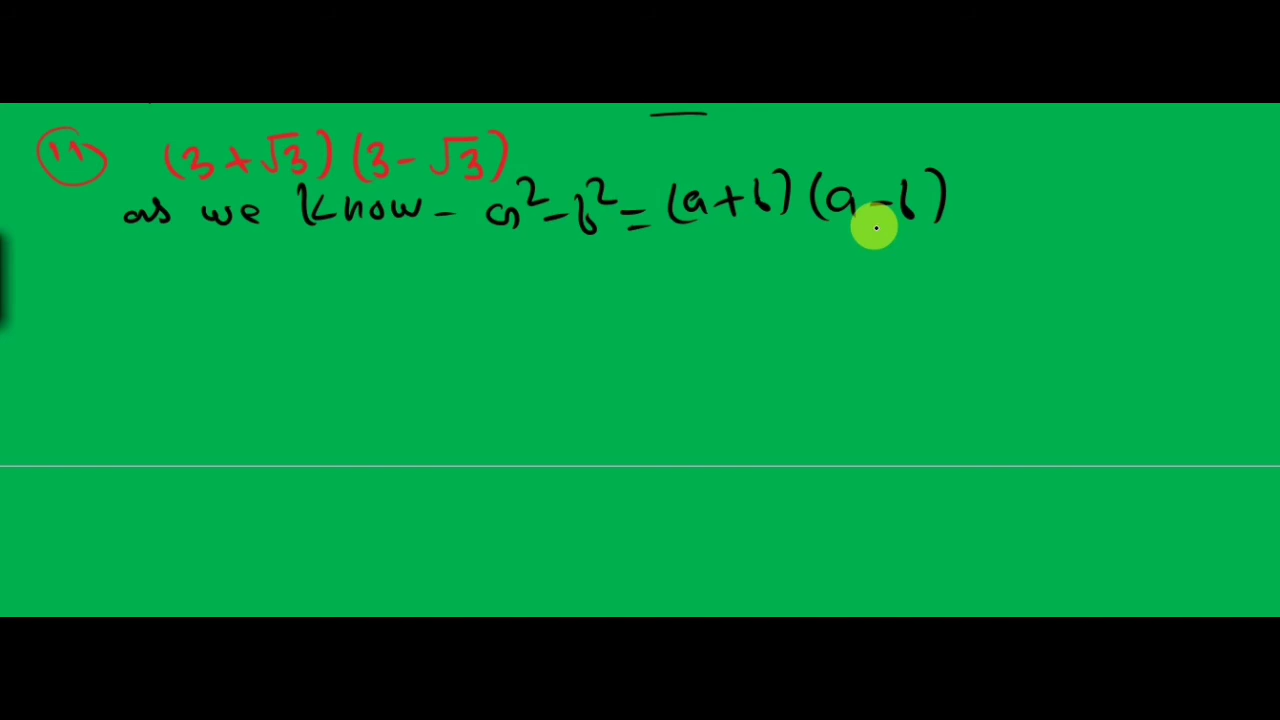 11 (3+√3)(3-√3)
as we know - a²-b² = (a+b)(a-b)